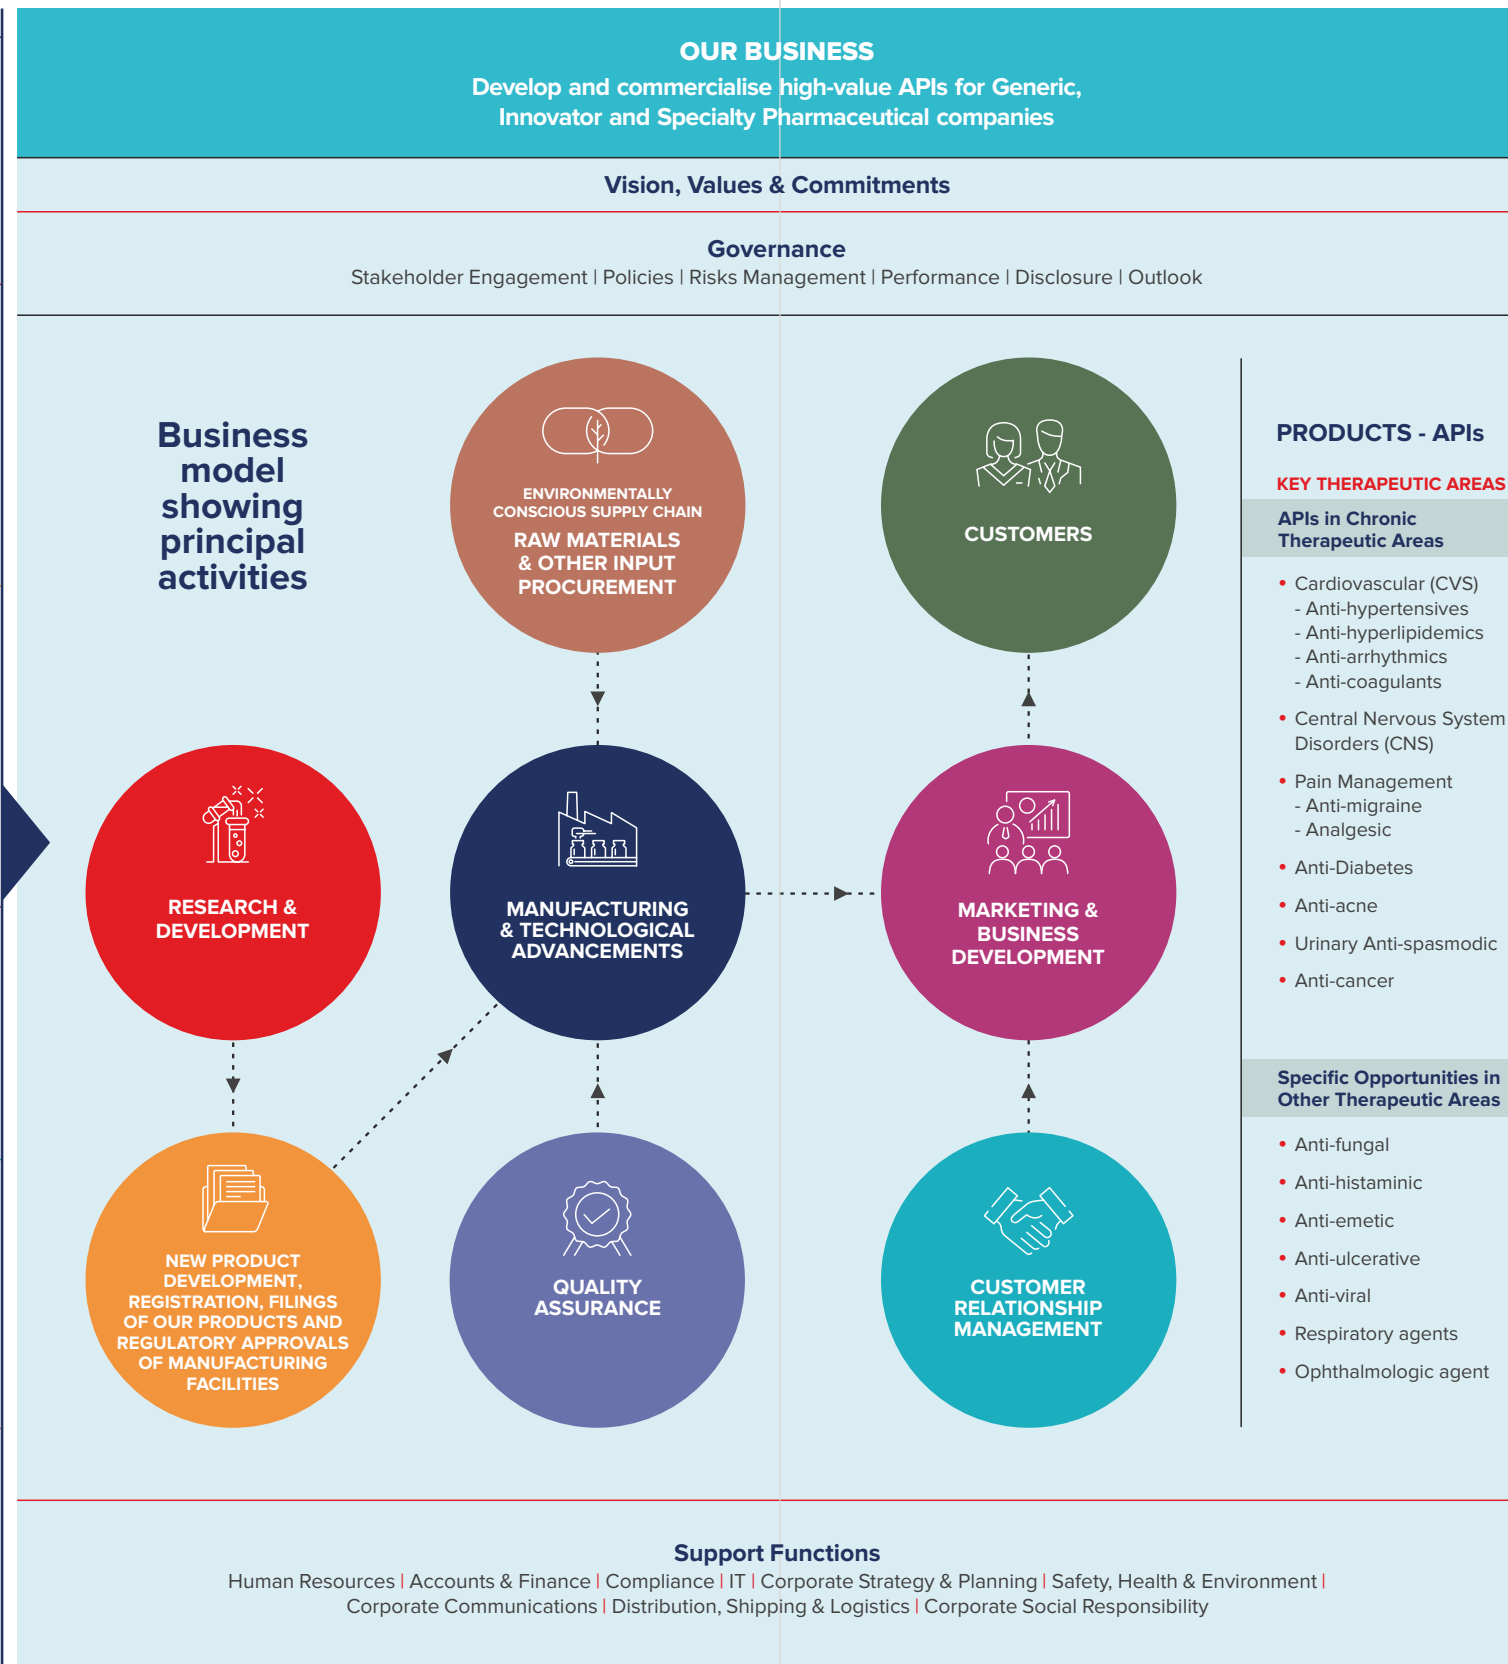 OUR BUSINESS
Develop and commercialise high-value APIs for Generic,
Innovator and Specialty Pharmaceutical companies
Vision, Values & Commitments
Governance
Stakeholder Engagement | Policies | Risks Management | Performance | Disclosure | Outlook
Business
model
showing
principal
activities
ENVIRONMENTALLY
CONSCIOUS SUPPLY CHAIN
RAW MATERIALS
& OTHER INPUT
PROCUREMENT
CUSTOMERS
RESEARCH &
DEVELOPMENT
MANUFACTURING
& TECHNOLOGICAL
ADVANCEMENTS
MARKETING &
BUSINESS
DEVELOPMENT
NEW PRODUCT
DEVELOPMENT,
REGISTRATION, FILINGS
OF OUR PRODUCTS AND
REGULATORY APPROVALS
OF MANUFACTURING
FACILITIES
QUALITY
ASSURANCE
CUSTOMER
RELATIONSHIP
MANAGEMENT
PRODUCTS - APIs
KEY THERAPEUTIC AREAS
APIs in Chronic
Therapeutic Areas
• Cardiovascular (CVS)
- Anti-hypertensives
- Anti-hyperlipidemics
- Anti-arrhythmics
- Anti-coagulants
• Central Nervous System
Disorders (CNS)
• Pain Management
- Anti-migraine
- Analgesic
• Anti-Diabetes
• Anti-acne
• Urinary Anti-spasmodic
• Anti-cancer
Specific Opportunities in
Other Therapeutic Areas
• Anti-fungal
• Anti-histaminic
• Anti-emetic
• Anti-ulcerative
• Anti-viral
• Respiratory agents
• Ophthalmologic agent
Support Functions
Human Resources | Accounts & Finance | Compliance | IT | Corporate Strategy & Planning | Safety, Health & Environment |
Corporate Communications | Distribution, Shipping & Logistics | Corporate Social Responsibility